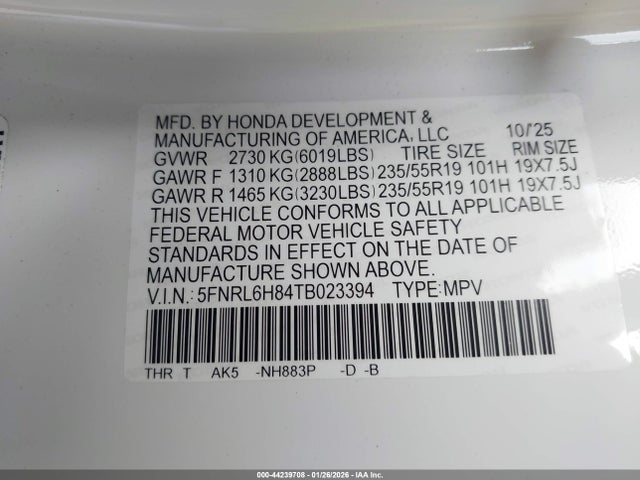 MFD. BY HONDA DEVELOPMENT &
MANUFACTURING OF AMERICA, LLC 10/'25
GVWR 2730 KG(6019LBS) TIRE SIZE RIM SIZE
GAWR F 1310 KG(2888LBS) 235/55R19 101H 19X7.5J
GAWR R 1465 KG(3230LBS) 235/55R19 101H 19X7.5J
THIS VEHICLE CONFORMS TO ALL APPLICABLE
FEDERAL MOTOR VEHICLE SAFETY
STANDARDS IN EFFECT ON THE DATE OF
MANUFACTURE SHOWN ABOVE.
V.I.N.: 5FNRL6H84TB023394 TYPE:MPV
THR T AK5 -NH883P -D -B
000-44239708 | 01/26/2026 - IAA Inc.